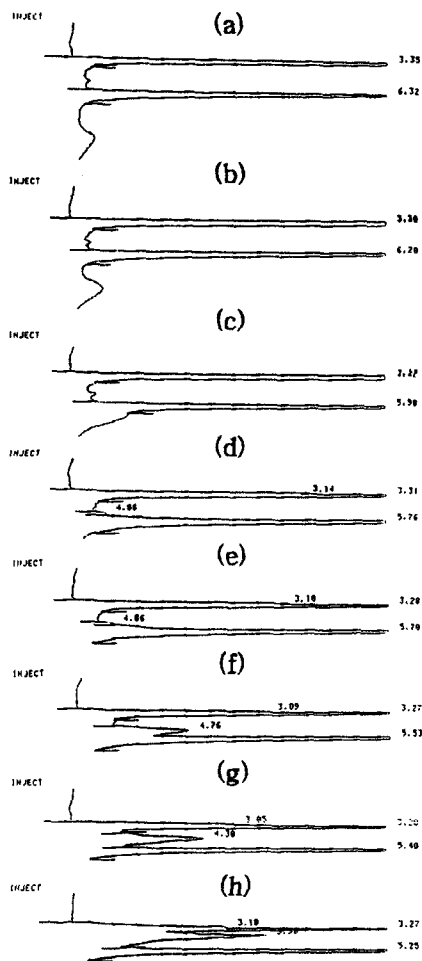 INJECT
(a)
3.35
6.32
INJECT
(b)
3.30
6.20
INJECT
(c)
5.90
INJECT
(d)
3.14
3.31
4.86
5.76
INJECT
(e)
3.10
3.28
4.86
5.70
INJECT
(f)
3.09
3.27
4.76
5.53
INJECT
(g)
3.05
4.30
5.40
INJECT
(h)
3.10
3.27
5.25